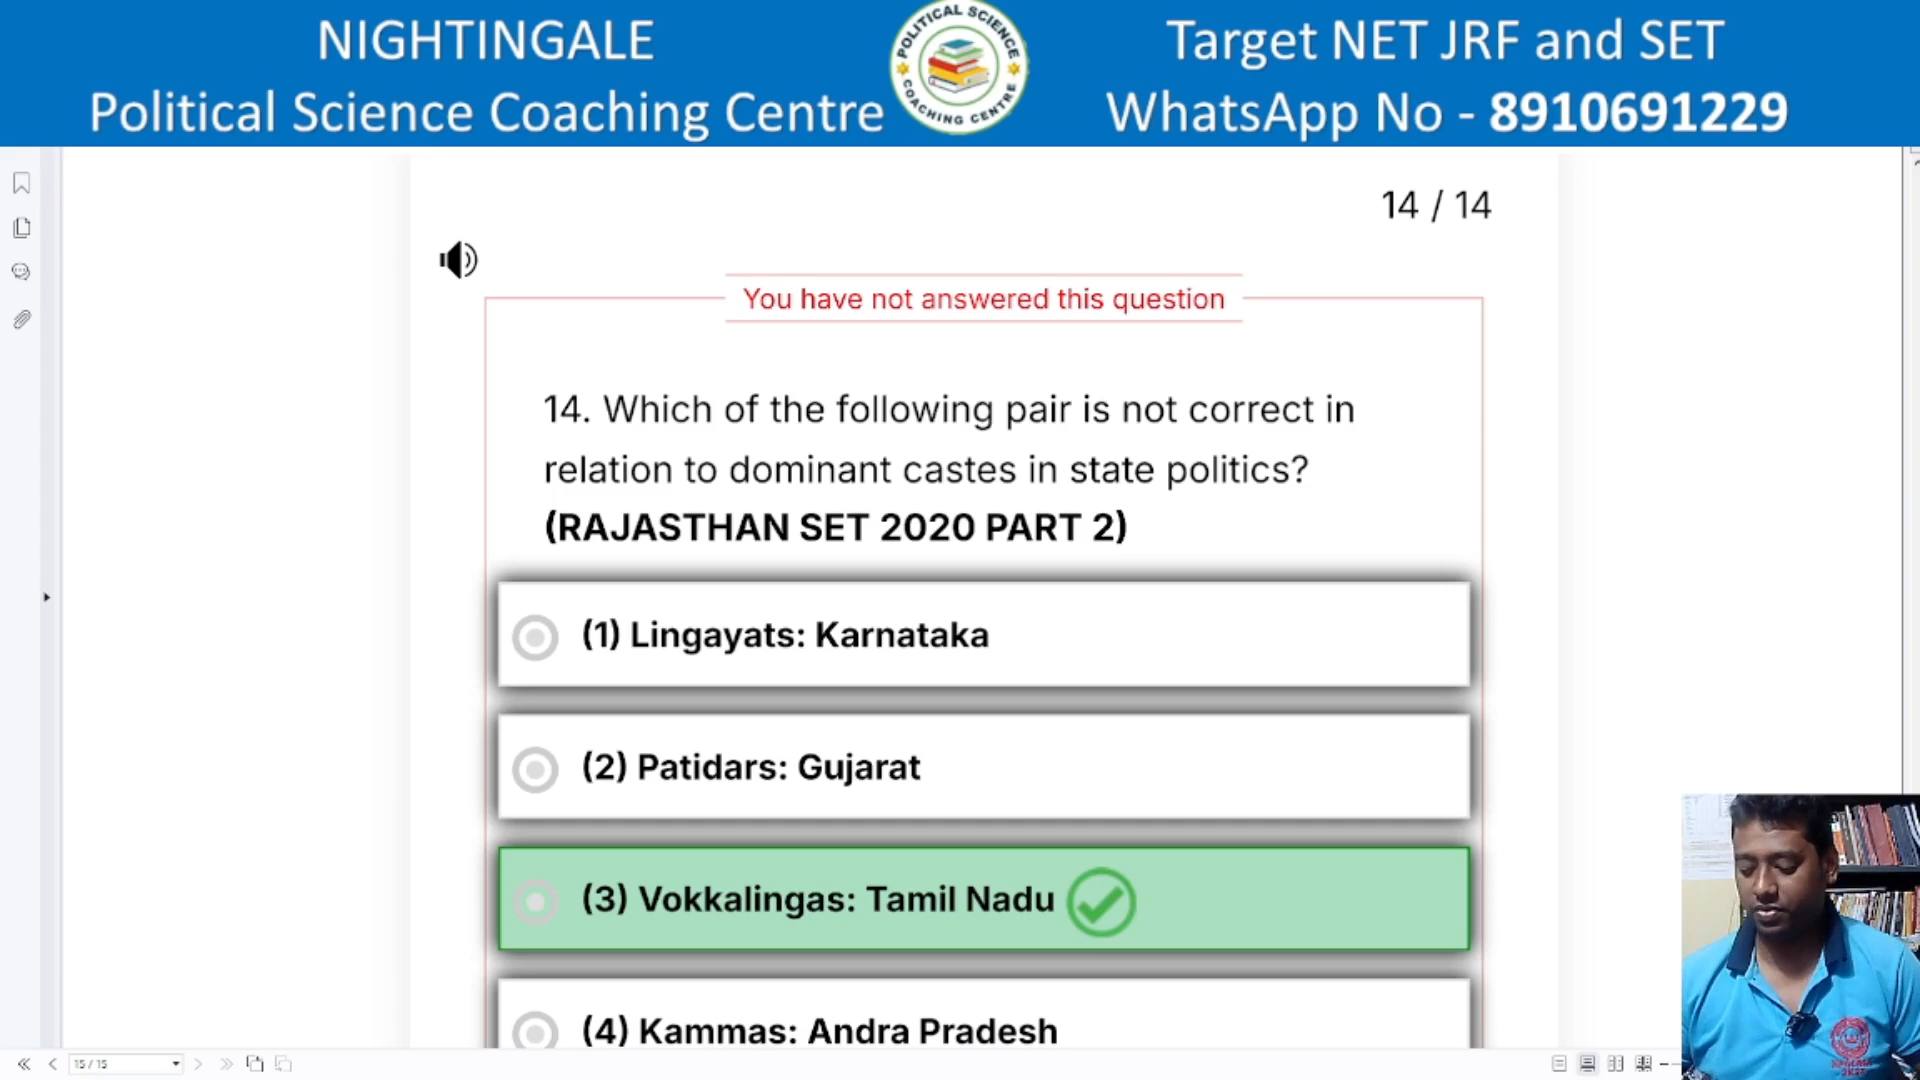 NIGHTINGALE
Political Science Coaching Centre
POLITICAL SCIENCE
COACHING CENTRE
Target NET JRF and SET
WhatsApp No - 8910691229
14 / 14
You have not answered this question
14. Which of the following pair is not correct in
relation to dominant castes in state politics?
(RAJASTHAN SET 2020 PART 2)
(1) Lingayats: Karnataka
(2) Patidars: Gujarat
(3) Vokkalingas: Tamil Nadu
(4) Kammas: Andra Pradesh
15 / 15